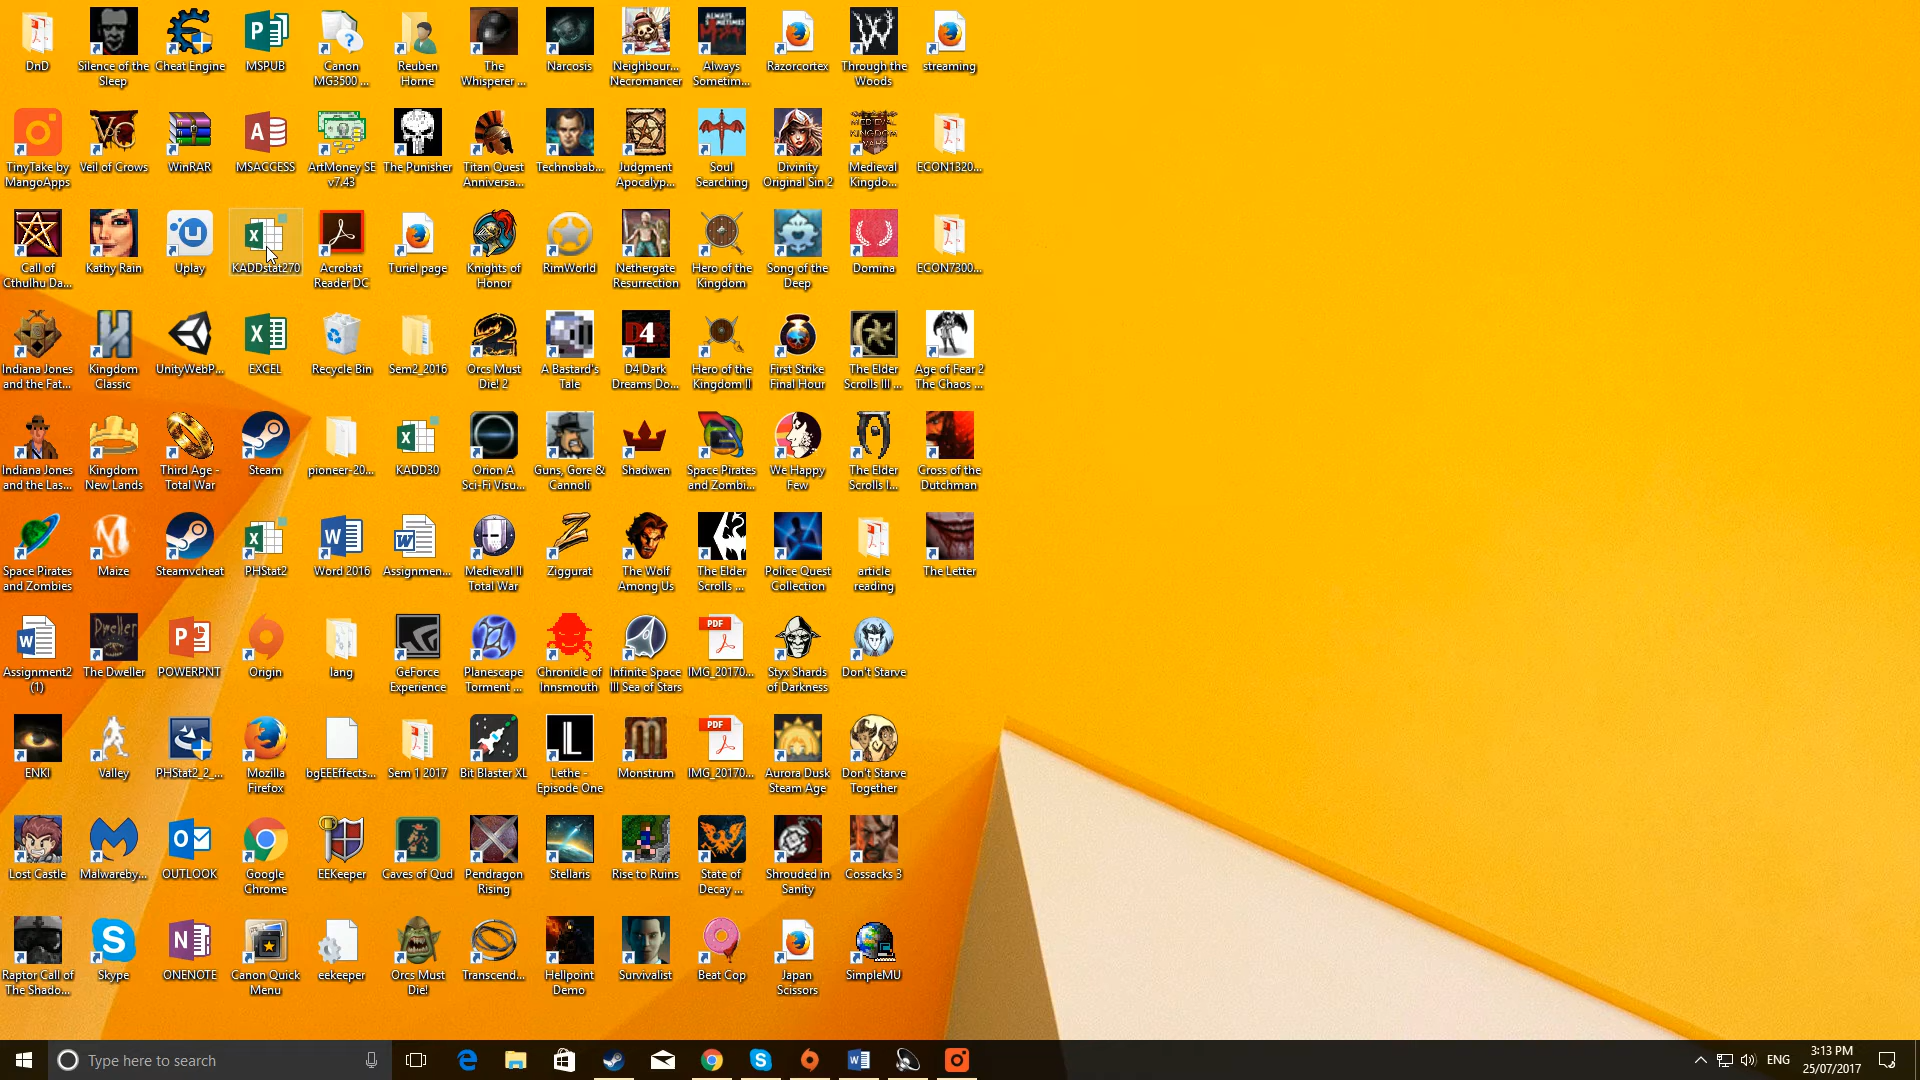 DnD
Silence of the
Sleep
Cheat Engine
MSPUB
Canon
MG3500 ...
Reuben
Horne
The
Whisperer ...
Narcosis
Neighbour...
Necromancer
Always
Sometim...
Razorcortex
Through the
Woods
streaming
TinyTake by
MangoApps
Veil of Crows
WinRAR
MSACCESS
ArtMoney SE
v7.43
The Punisher
Titan Quest
Anniversa...
Technobab...
Judgment
Apocalyp...
Soul
Searching
Divinity
Original Sin 2
Medieval
Kingdo...
ECON1320...
Call of
Cthulhu Da...
Kathy Rain
Uplay
KADDstat270
Acrobat
Reader DC
Turiel page
Knights of
Honor
RimWorld
Nethergate
Resurrection
Hero of the
Kingdom
Song of the
Deep
Domina
ECON7300...
Indiana Jones
and the Fat...
Kingdom
Classic
UnityWebP...
EXCEL
Recycle Bin
Sem2_2016
Orcs Must
Die! 2
A Bastard's
Tale
D4 Dark
Dreams Do...
Hero of the
Kingdom II
First Strike
Final Hour
The Elder
Scrolls III ...
Age of Fear 2
The Chaos ...
Indiana Jones
and the Las...
Kingdom
New Lands
Third Age -
Total War
Steam
pioneer-20...
KADD30
Orion A
Sci-Fi Visu...
Guns, Gore &
Cannoli
Shadwen
Space Pirates
and Zombi...
We Happy
Few
The Elder
Scrolls I...
Cross of the
Dutchman
Space Pirates
and Zombies
Maize
Steamvcheat
PHStat2
Word 2016
Assignmen...
Medieval II
Total War
Ziggurat
The Wolf
Among Us
The Elder
Scrolls ...
Police Quest
Collection
article
reading
The Letter
Assignment2
(1)
The Dweller
POWERPNT
Origin
lang
GeForce
Experience
Planescape
Torment ...
Chronicle of
Innsmouth
Infinite Space
III Sea of Stars
PDF
IMG_20170...
Styx Shards
of Darkness
Don't Starve
ENKI
Valley
PHStat2_2_...
Mozilla
Firefox
bgEEEffects...
Sem 1 2017
Bit Blaster XL
Lethe -
Episode One
Monstrum
PDF
IMG_20170...
Aurora Dusk
Steam Age
Don't Starve
Together
Lost Castle
Malwareby...
OUTLOOK
Google
Chrome
EEKeeper
Caves of Qud
Pendragon
Rising
Stellaris
Rise to Ruins
State of
Decay ...
Shrouded in
Sanity
Cossacks 3
Raptor Call of
The Shado...
Skype
ONENOTE
Canon Quick
Menu
eekeeper
Orcs Must
Die!
Transcend...
Hellpoint
Demo
Survivalist
Beat Cop
Japan
Scissors
SimpleMU
Type here to search
ENG
3:13 PM
25/07/2017